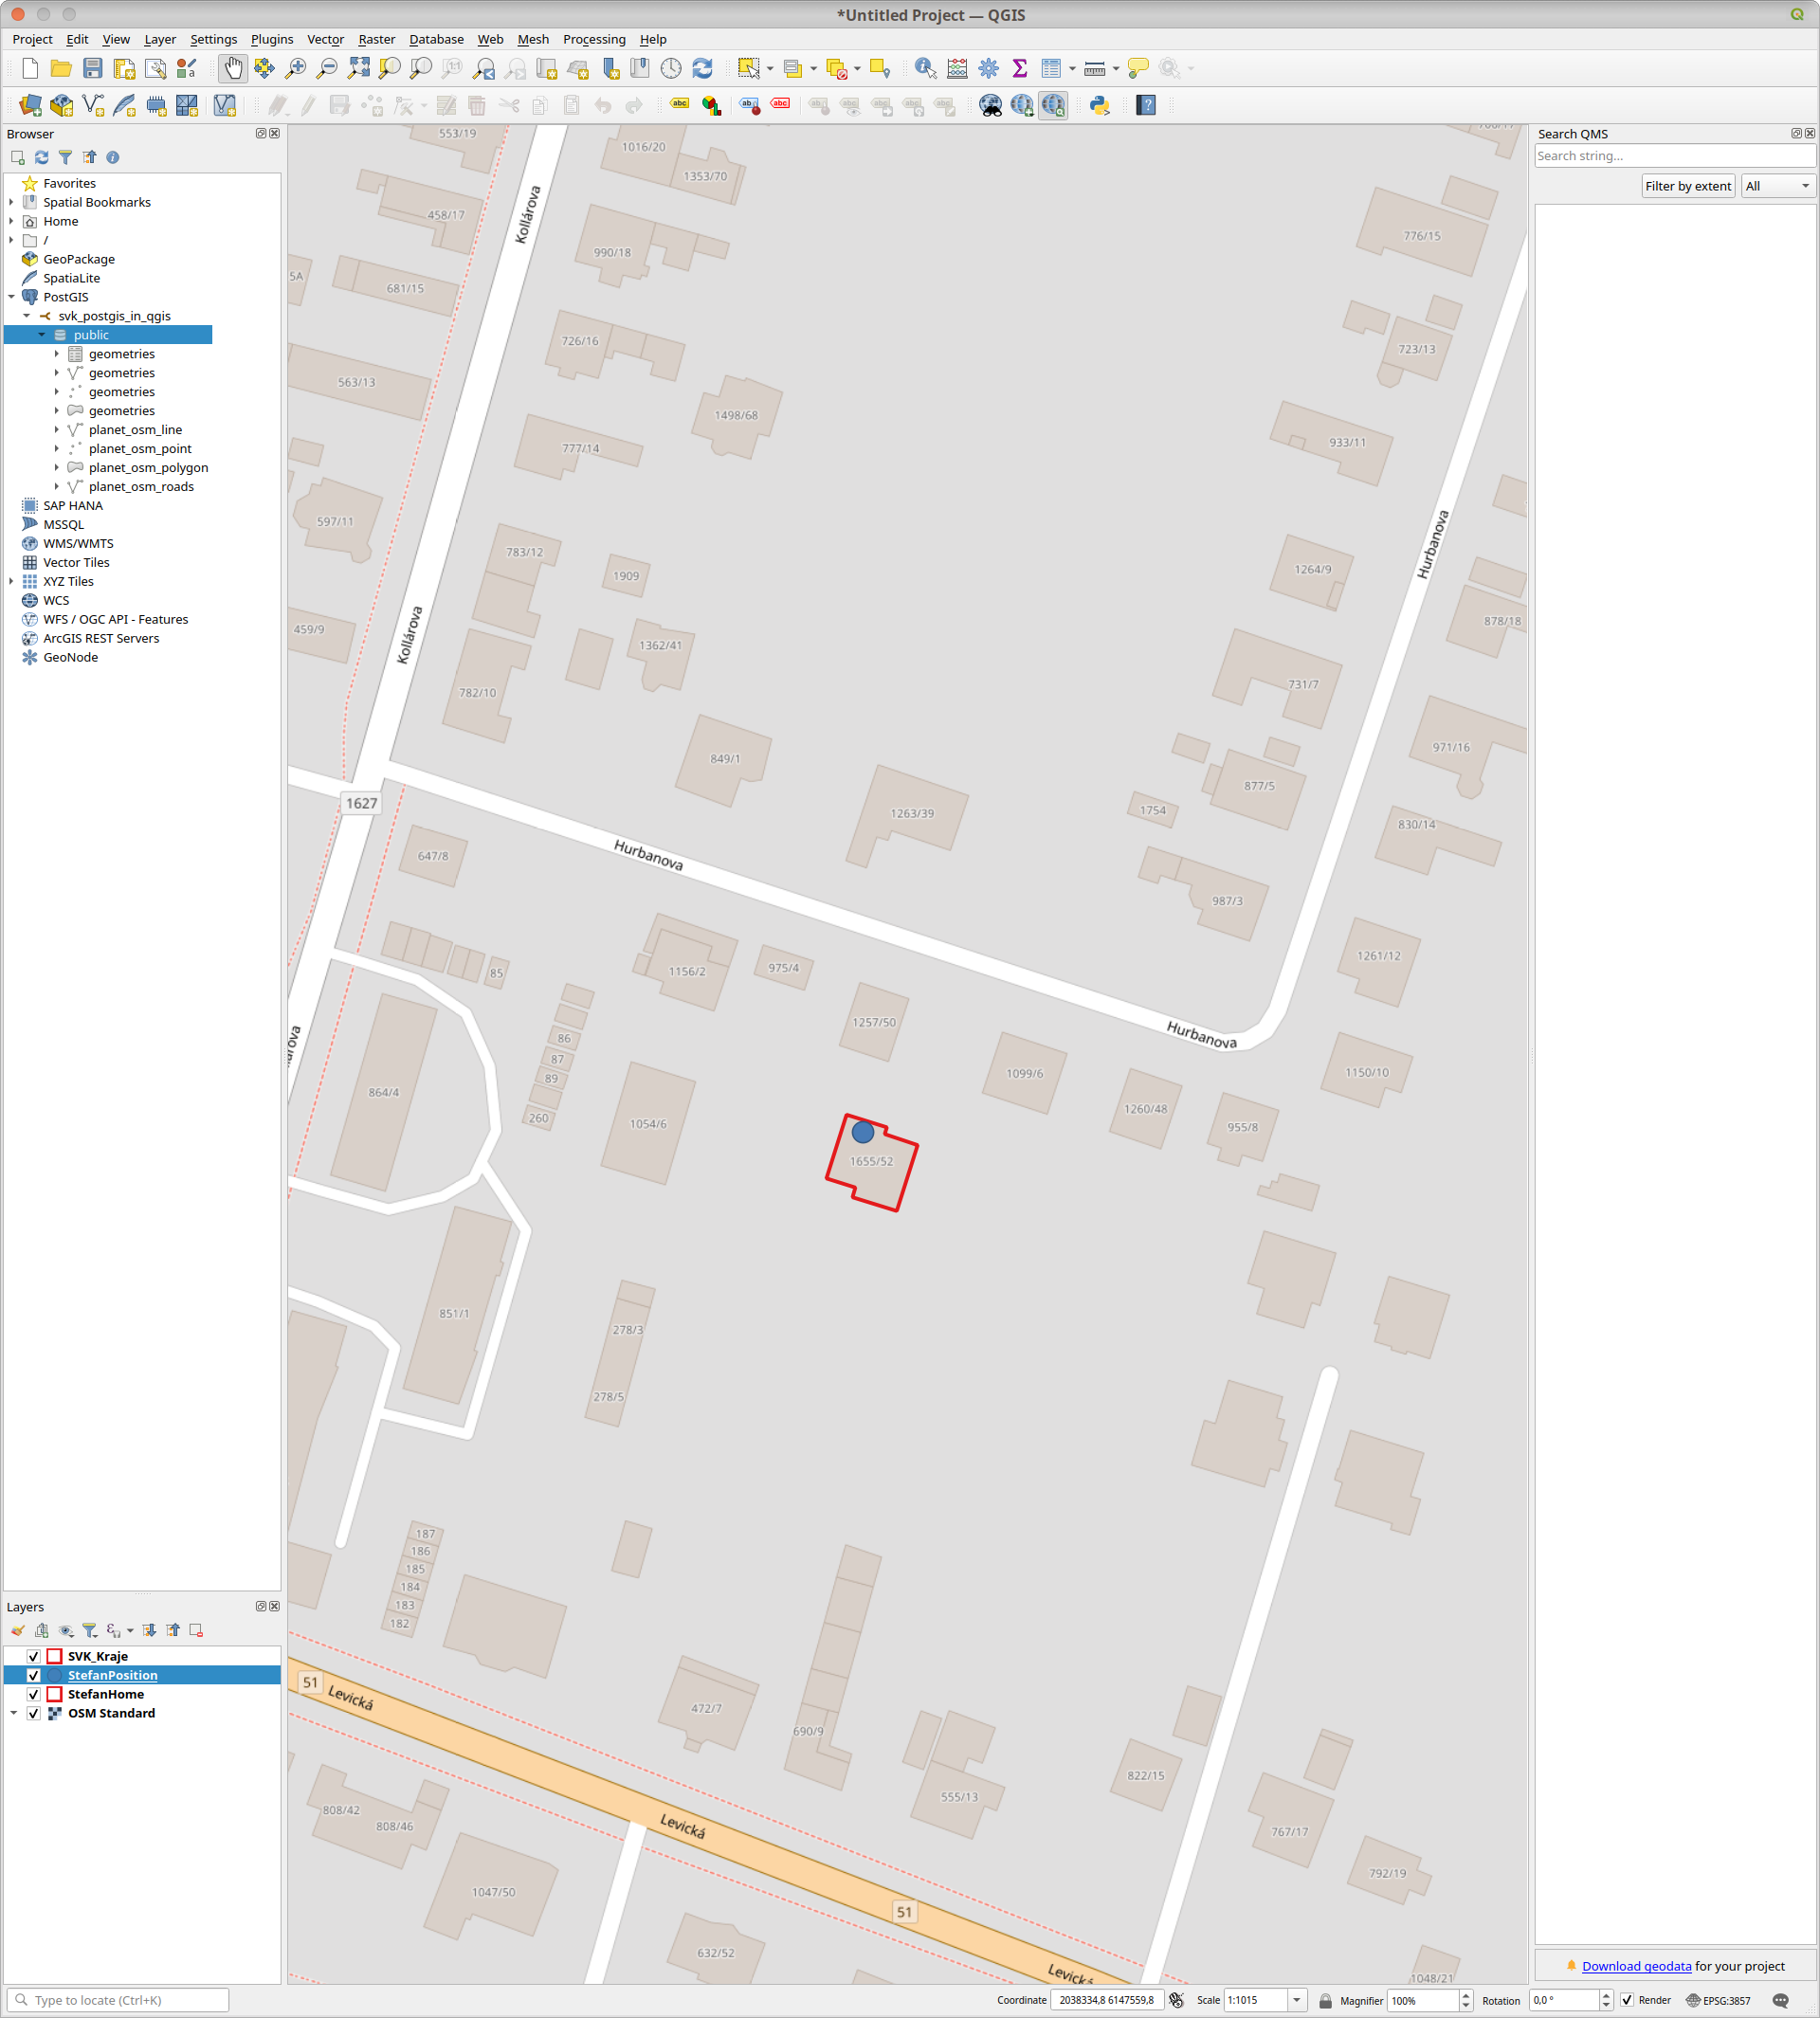 *Untitled Project — QGIS
Project Edit View Layer Settings Plugins Vector Raster Database Web Mesh Processing Help
Browser
Favorites
Spatial Bookmarks
Home
/
GeoPackage
SpatiaLite
PostGIS
svk_postgis_in_qgis
public
geometries
geometries
geometries
geometries
planet_osm_line
planet_osm_point
planet_osm_polygon
planet_osm_roads
SAP HANA
MSSQL
WMS/WMTS
Vector Tiles
XYZ Tiles
WCS
WFS / OGC API - Features
ArcGIS REST Servers
GeoNode
Layers
SVK_Kraje
StefanPosition
StefanHome
OSM Standard
553/19
1016/20
1353/70
458/17
Kollárova
990/18
776/15
5A
681/15
726/16
723/13
563/13
1498/68
933/11
777/14
597/11
Hurbanova
783/12
1909
1264/9
459/9
Kollárova
1362/41
878/18
782/10
731/7
849/1
971/16
877/5
1627
1263/39
1754
830/14
647/8
Hurbanova
987/3
1261/12
85
1156/2
975/4
1257/50
86
Hurbanova
87
1099/6
1150/10
89
864/4
1260/48
260
1054/6
955/8
1655/52
851/1
278/3
278/5
187
186
185
184
183
182
51
Levická
472/7
690/9
822/15
555/13
808/42
808/46
Levická
767/17
792/19
1047/50
51
632/52
Levická
1048/21
Search QMS
Search string...
Filter by extent All
Download geodata for your project
Type to locate (Ctrl+K)
Coordinate 2038334,8 6147559,8 Scale 1:1015 Magnifier 100% Rotation 0,0 ° Render EPSG:3857